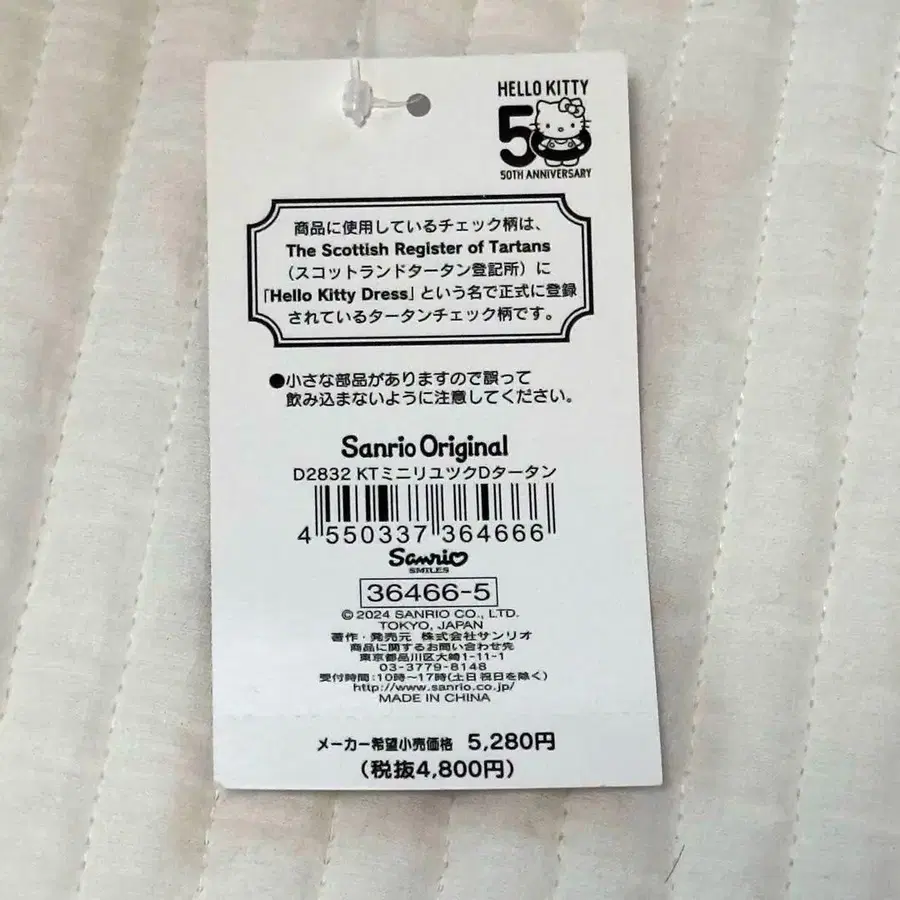 HELLO KITTY
50
50TH ANNIVERSARY
商品に使用しているチェック柄は、
The Scottish Register of Tartans
（スコットランドタータン登記所）に
「Hello Kitty Dress」という名で正式に登録
されているタータンチェック柄です。
●小さな部品がありますので誤って
飲み込まないように注意してください。
Sanrio Original
D2832 KTミニリユツクDタータン
4 550337 364666
Sanrio
SMILES
36466-5
© 2024 SANRIO CO., LTD.
TOKYO, JAPAN
著作・発売元 株式会社サンリオ
商品に関するお問い合わせ先
東京都品川区大崎1-11-1
03-3779-8148
受付時間：10時〜17時(土日祝日を除く)
http://www.sanrio.co.jp/
MADE IN CHINA
メーカー希望小売価格 5,280円
（税抜4,800円）